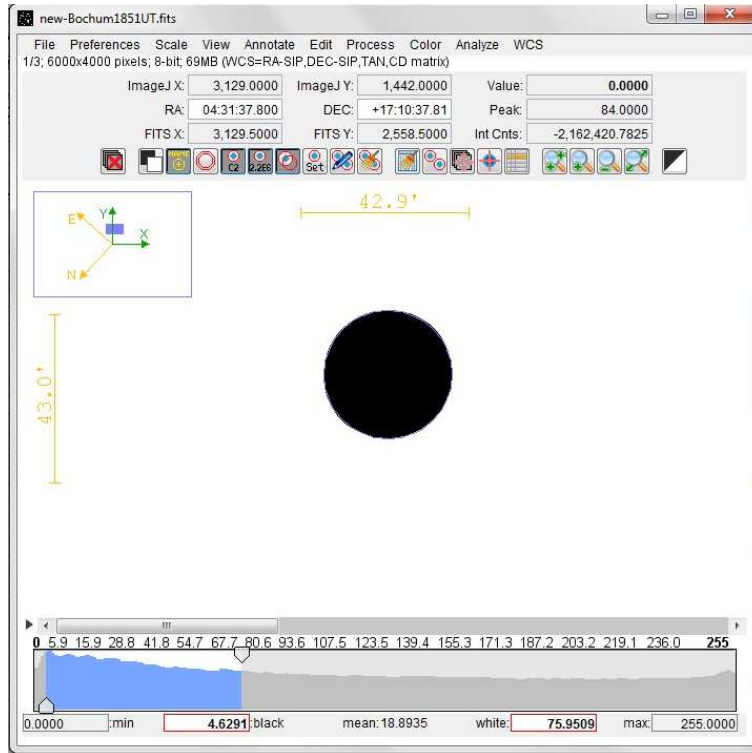 new-Bochum1851UT.fits
File Preferences Scale View Annotate Edit Process Color Analyze WCS
1/3; 6000x4000 pixels; 8-bit; 69MB (WCS=RA-SIP,DEC-SIP,TAN,CD matrix)
ImageJ X: 3,129.0000 ImageJ Y: 1,442.0000 Value: 0.0000
RA: 04:31:37.800 DEC: +17:10:37.81 Peak: 84.0000
FITS X: 3,129.5000 FITS Y: 2,558.5000 Int Cnts: -2,162,420.7825
NAME C2 2.2E6 Set
42.9'
E Y X
N
43.0'
0 5.9 15.9 28.8 41.8 54.7 67.7 80.6 93.6 107.5 123.5 139.4 155.3 171.3 187.2 203.2 219.1 236.0 255
0.0000 :min 4.6291 :black mean: 18.8935 white: 75.9509 max: 255.0000